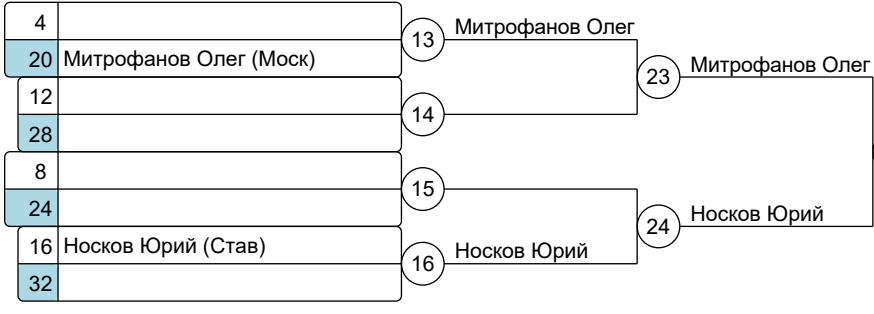 4
13
Митрофанов Олег
20 Митрофанов Олег (Моск)
23
Митрофанов Олег
12
14
28
8
15
24
24
Носков Юрий
16 Носков Юрий (Став)
16
Носков Юрий
32